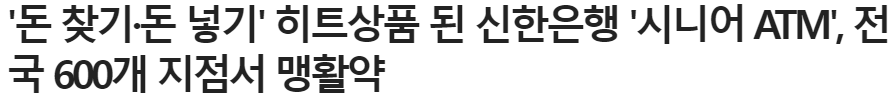 '돈 찾기·돈 넣기' 히트상품 된 신한은행 '시니어 ATM', 전
국 600개 지점서 맹활약